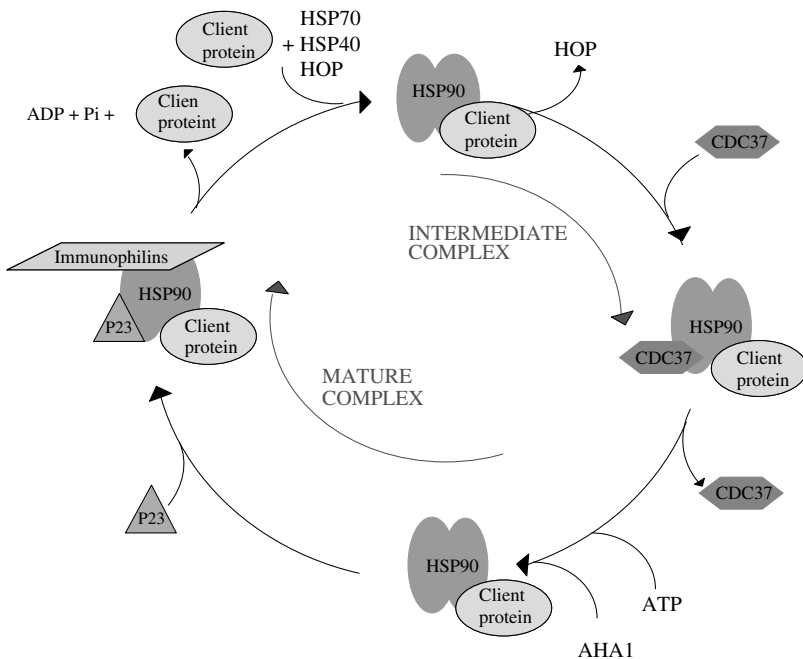 Client
protein
+
HSP70
HSP40
HOP
ADP + Pi +
Clien
proteint
HSP90
Client
protein
HOP
CDC37
INTERMEDIATE
COMPLEX
Immunophilins
HSP90
P23
Client
protein
HSP90
CDC37
Client
protein
MATURE
COMPLEX
P23
CDC37
HSP90
Client
protein
ATP
AHA1